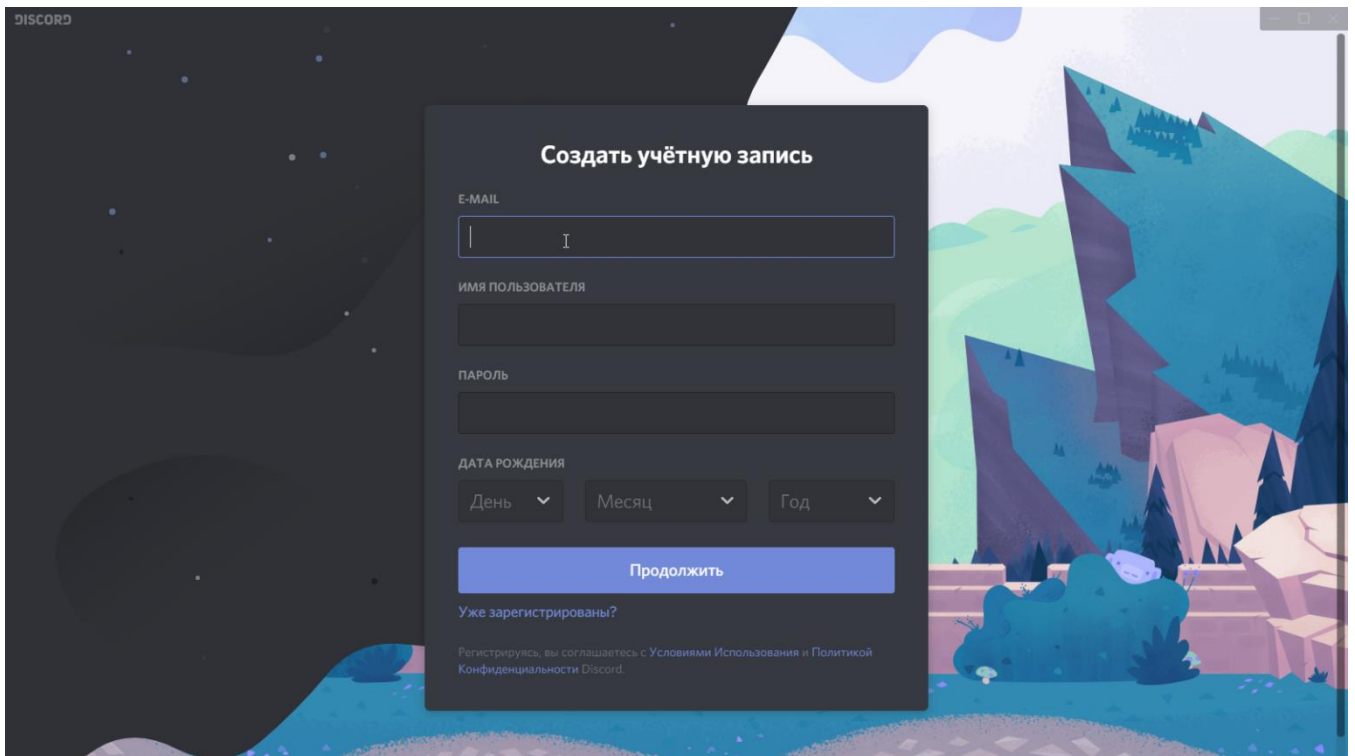 DISCORD
Создать учётную запись
E-MAIL
ИМЯ ПОЛЬЗОВАТЕЛЯ
ПАРОЛЬ
ДАТА РОЖДЕНИЯ
День Месяц Год
Продолжить
Уже зарегистрированы?
Регистрируясь, вы соглашаетесь с Условиями Использования и Политикой
Конфиденциальности Discord.